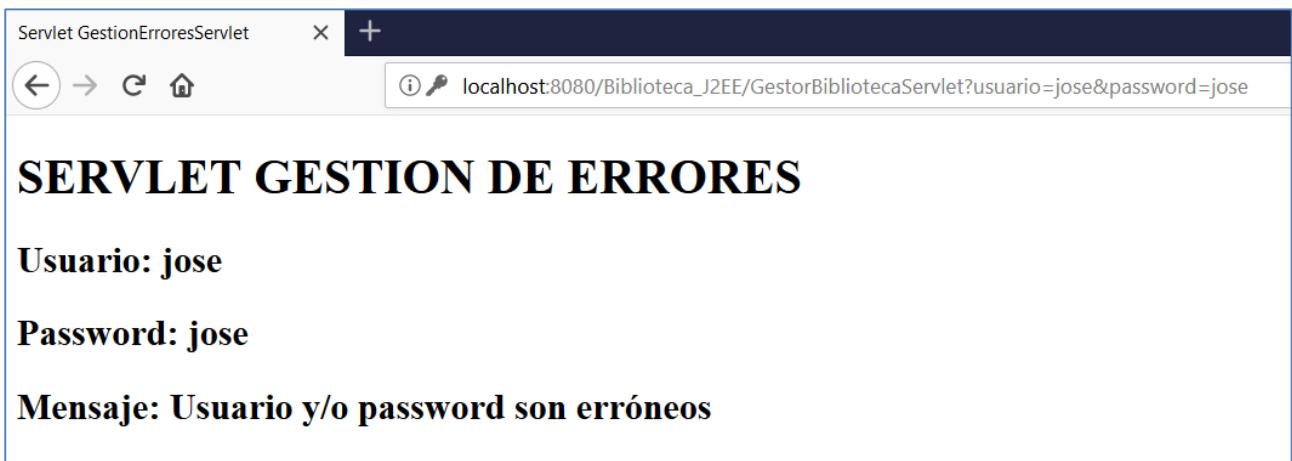 Servlet GestionErroresServlet
localhost:8080/Biblioteca_J2EE/GestorBibliotecaServlet?usuario=jose&password=jose
SERVLET GESTION DE ERRORES
Usuario: jose
Password: jose
Mensaje: Usuario y/o password son erróneos